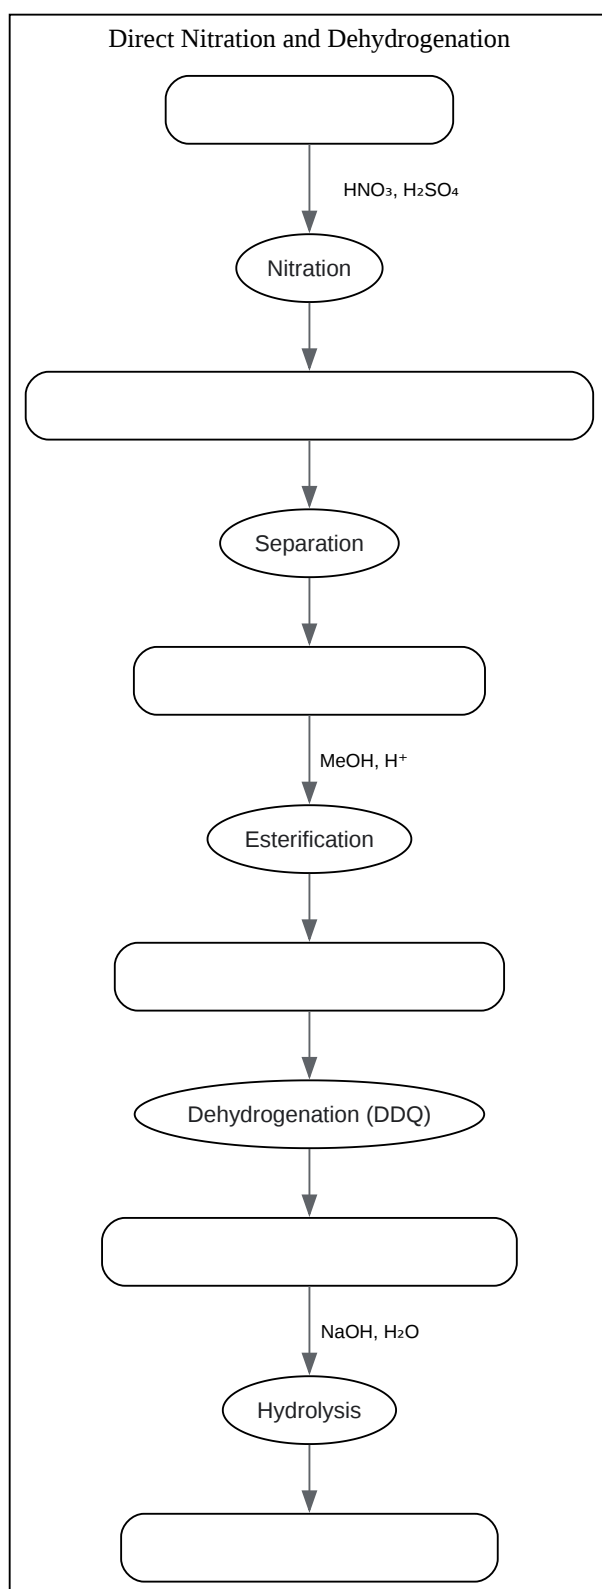 Direct Nitration and Dehydrogenation
HNO₃, H₂SO₄
Nitration
Separation
MeOH, H⁺
Esterification
Dehydrogenation (DDQ)
NaOH, H₂O
Hydrolysis